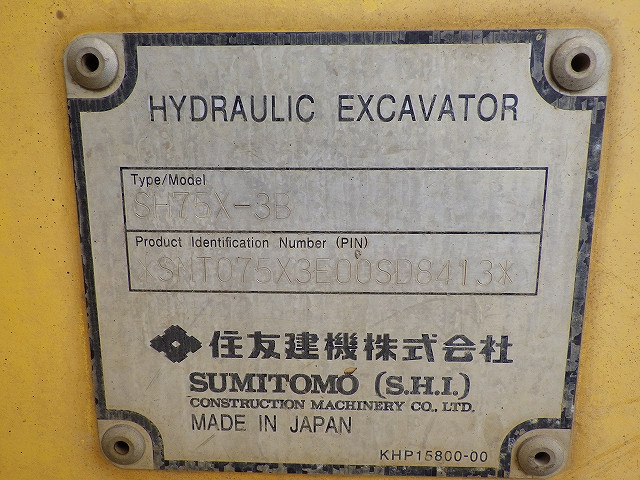 HYDRAULIC EXCAVATOR
Type/Model
SH75X-3B
Product Identification Number (PIN)
*SMT075X3E00SD8413*
住友建機株式会社
SUMITOMO (S.H.I.)
CONSTRUCTION MACHINERY CO., LTD.
MADE IN JAPAN
KHP15800-00